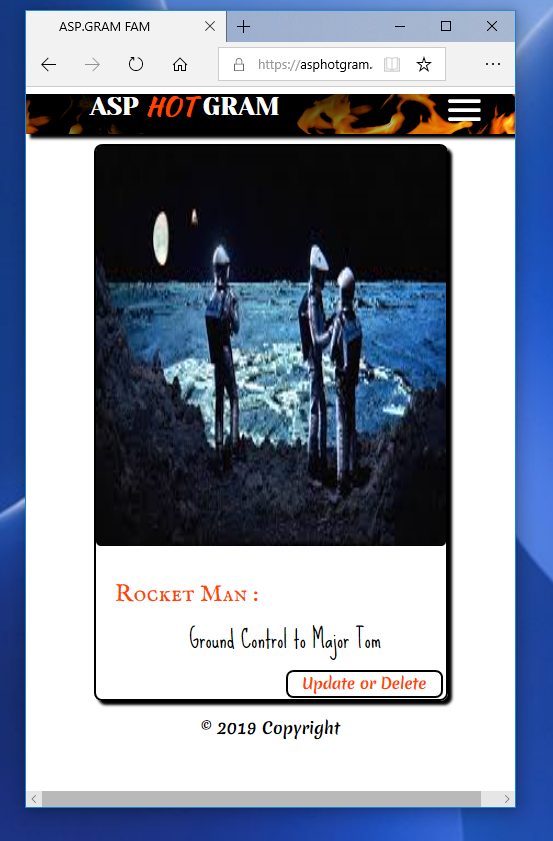 ASP.GRAM FAM
https://asphotgram.
ASP HOT GRAM
Rocket Man :
Ground Control to Major Tom
Update or Delete
© 2019 Copyright